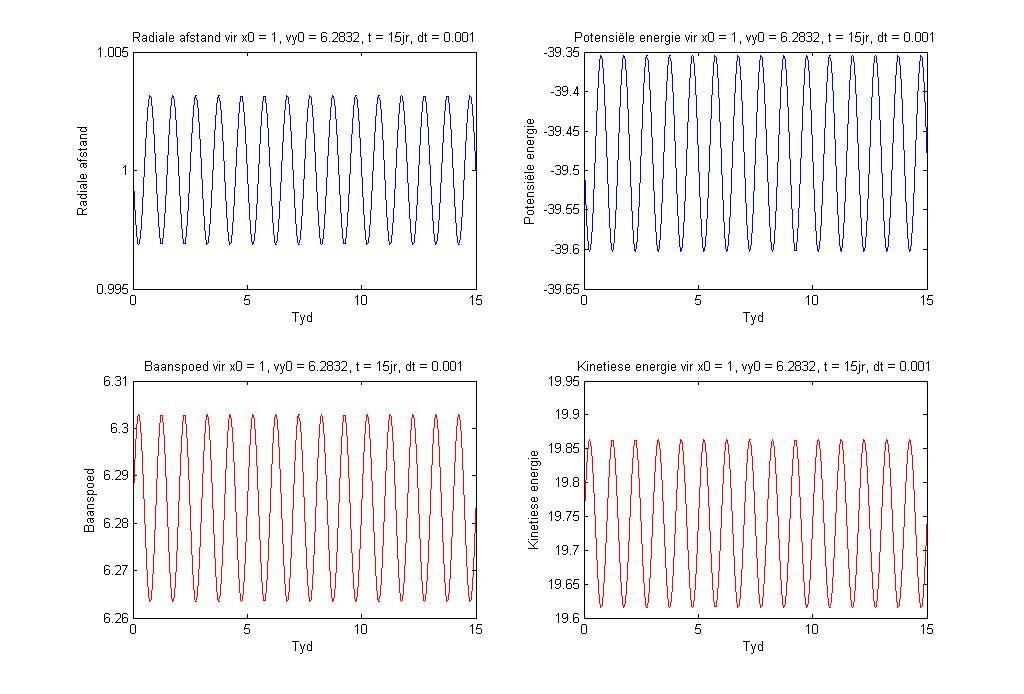 Radiale afstand vir x0 = 1, vy0 = 6.2832, t = 15jr, dt = 0.001
1.005
1
0.995
Radiale afstand
0 5 10 15
Tyd
Potensiële energie vir x0 = 1, vy0 = 6.2832, t = 15jr, dt = 0.001
-39.35
-39.4
-39.45
-39.5
-39.55
-39.6
-39.65
Potensiële energie
0 5 10 15
Tyd
Baanspoed vir x0 = 1, vy0 = 6.2832, t = 15jr, dt = 0.001
6.31
6.3
6.29
6.28
6.27
6.26
Baanspoed
0 5 10 15
Tyd
Kinetiese energie vir x0 = 1, vy0 = 6.2832, t = 15jr, dt = 0.001
19.95
19.9
19.85
19.8
19.75
19.7
19.65
19.6
Kinetiese energie
0 5 10 15
Tyd